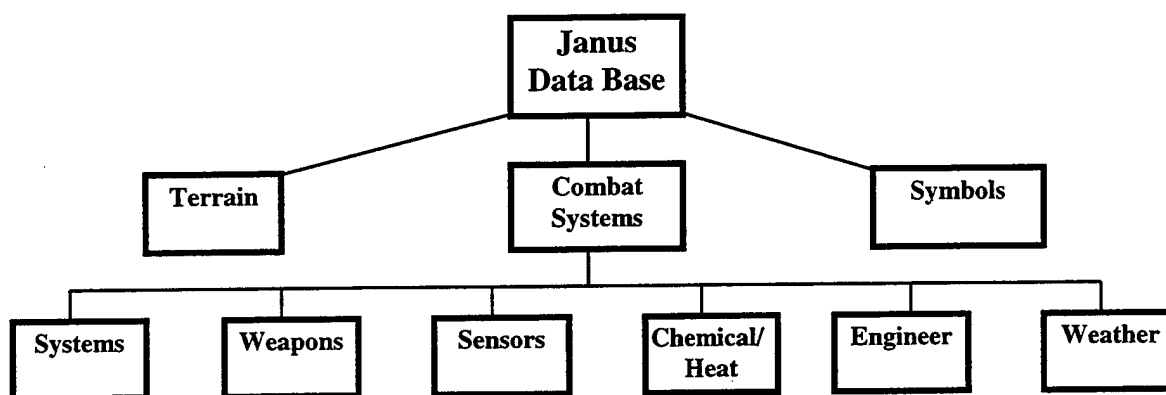 Janus
Data Base
Terrain
Combat
Systems
Symbols
Systems
Weapons
Sensors
Chemical/
Heat
Engineer
Weather